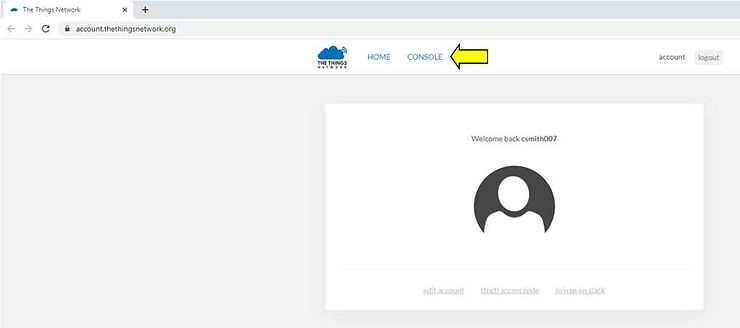 The Things Network
account.thethingsnetwork.org
THE THINGS
NETWORK
HOME CONSOLE account logout
Welcome back csmith007
edit account ttnctl access code Join us on slack